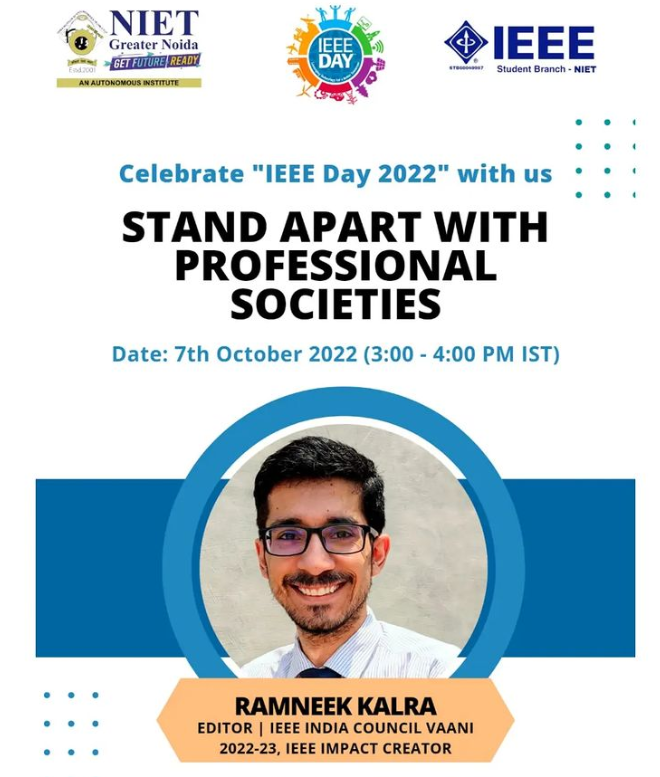 NIET
Greater Noida
GET FUTURE READY
AN AUTONOMOUS INSTITUTE
IEEE
DAY
IEEE
Student Branch - NIET
Celebrate "IEEE Day 2022" with us
STAND APART WITH
PROFESSIONAL
SOCIETIES
Date: 7th October 2022 (3:00 - 4:00 PM IST)
RAMNEEK KALRA
EDITOR | IEEE INDIA COUNCIL VAANI
2022-23, IEEE IMPACT CREATOR